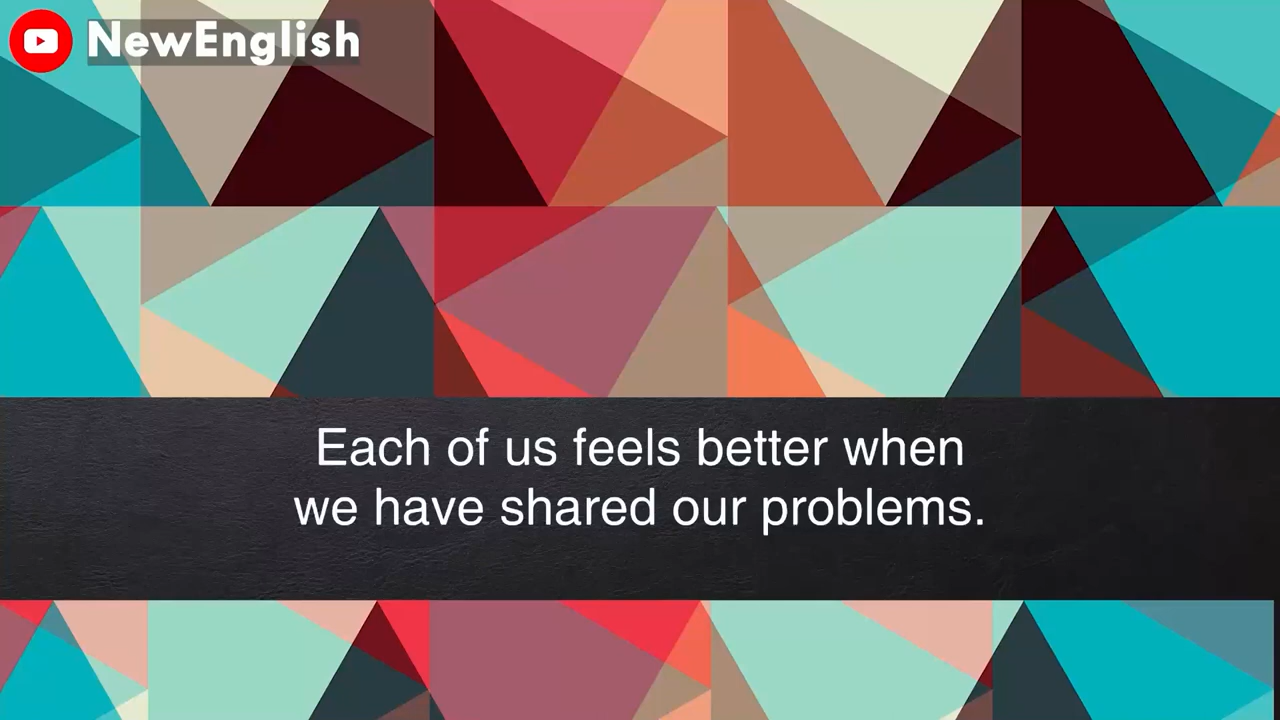 NewEnglish
Each of us feels better when
we have shared our problems.